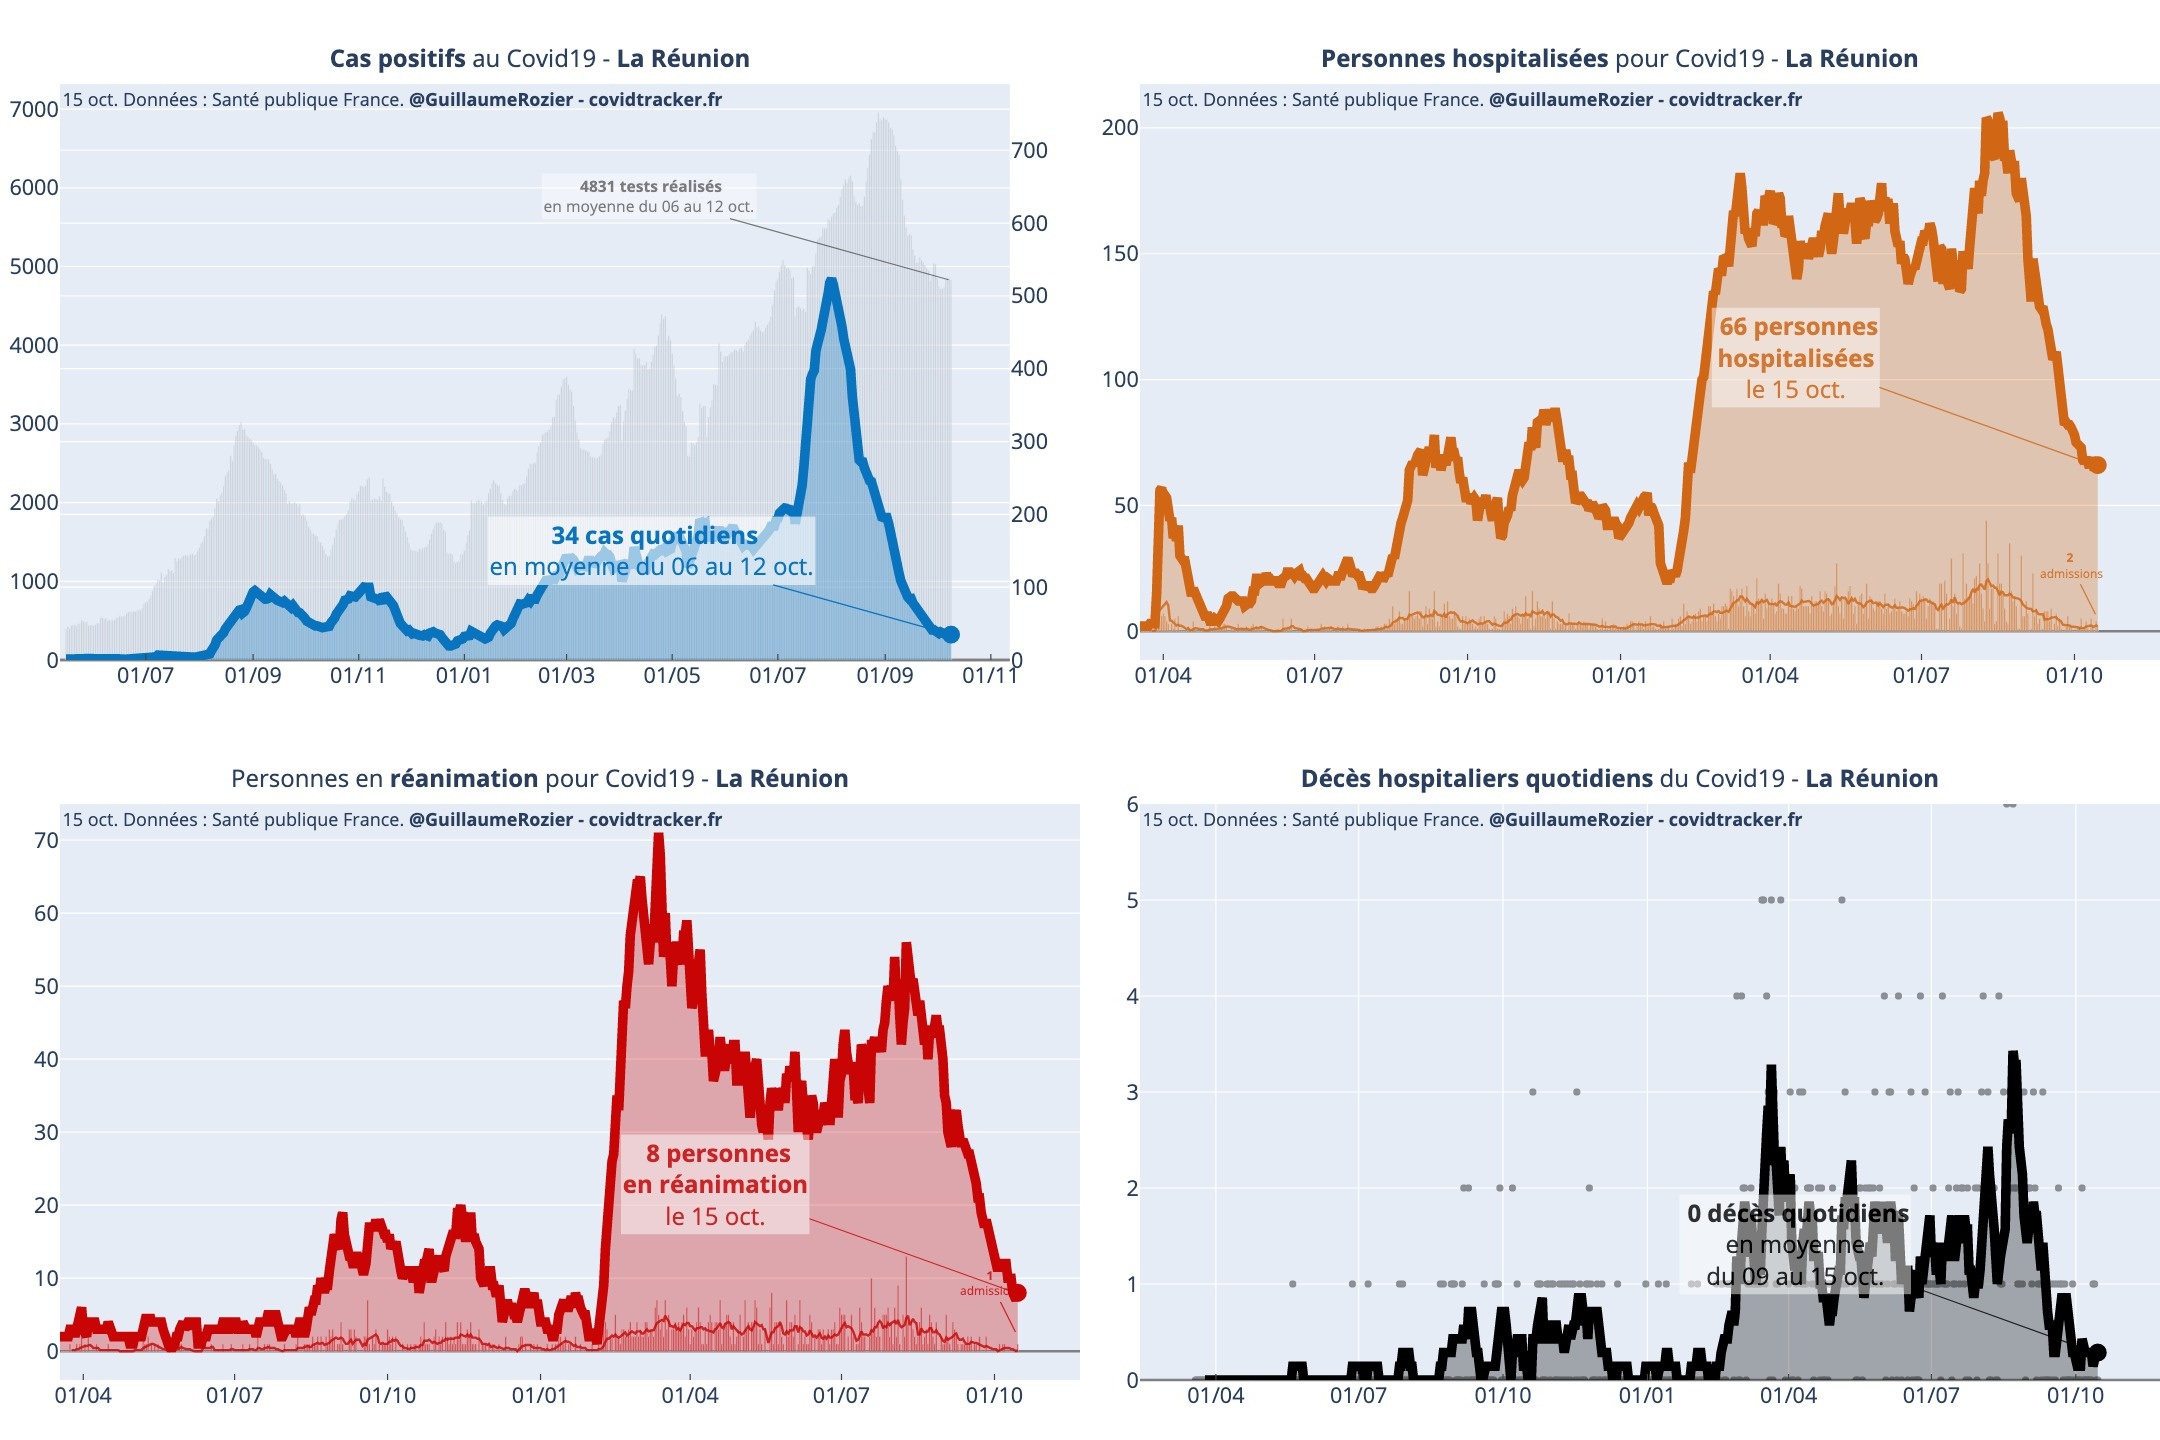 Cas positifs au Covid19 - La Réunion
15 oct. Données : Santé publique France. @GuillaumeRozier - covidtracker.fr
7000
6000
5000
4000
3000
2000
1000
0
700
600
500
400
300
200
100
0
4831 tests réalisés
en moyenne du 06 au 12 oct.
34 cas quotidiens
en moyenne du 06 au 12 oct.
01/07 01/09 01/11 01/01 01/03 01/05 01/07 01/09 01/11
Personnes hospitalisées pour Covid19 - La Réunion
15 oct. Données : Santé publique France. @GuillaumeRozier - covidtracker.fr
200
150
100
50
0
66 personnes
hospitalisées
le 15 oct.
2
admissions
01/04 01/07 01/10 01/01 01/04 01/07 01/10
Personnes en réanimation pour Covid19 - La Réunion
15 oct. Données : Santé publique France. @GuillaumeRozier - covidtracker.fr
70
60
50
40
30
20
10
0
8 personnes
en réanimation
le 15 oct.
1
01/04 01/07 01/10 01/01 01/04 01/07 01/10
Décès hospitaliers quotidiens du Covid19 - La Réunion
15 oct. Données : Santé publique France. @GuillaumeRozier - covidtracker.fr
6
5
4
3
2
1
0
0 décès quotidiens
en moyenne
du 09 au 15 oct.
01/04 01/07 01/10 01/01 01/04 01/07 01/10